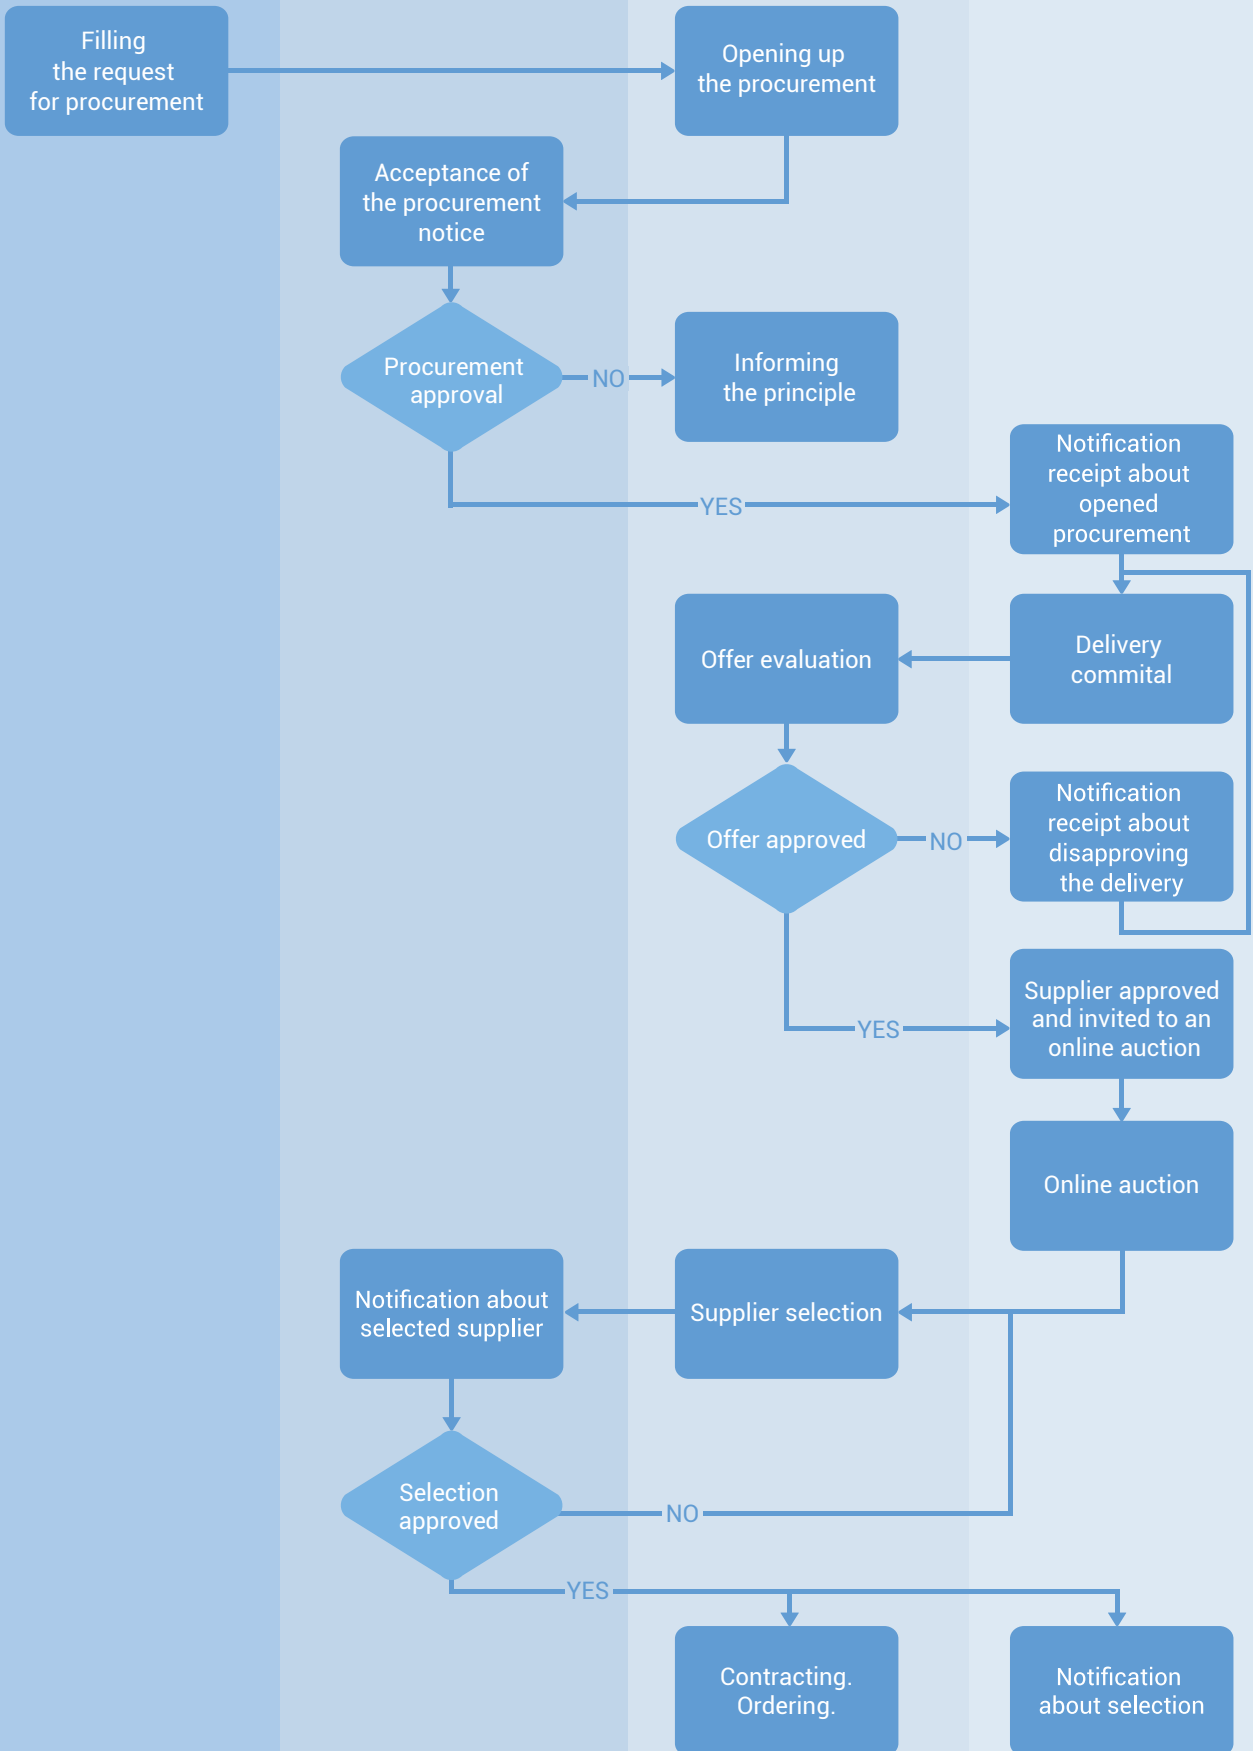 Filling
the request
for procurement
Opening up
the procurement
Acceptance of
the procurement
notice
Procurement
approval
NO
Informing
the principle
YES
Notification
receipt about
opened
procurement
Delivery
commital
Offer evaluation
Offer approved
NO
Notification
receipt about
disapproving
the delivery
YES
Supplier approved
and invited to an
online auction
Online auction
Supplier selection
Notification about
selected supplier
Selection
approved
NO
YES
Contracting.
Ordering.
Notification
about selection